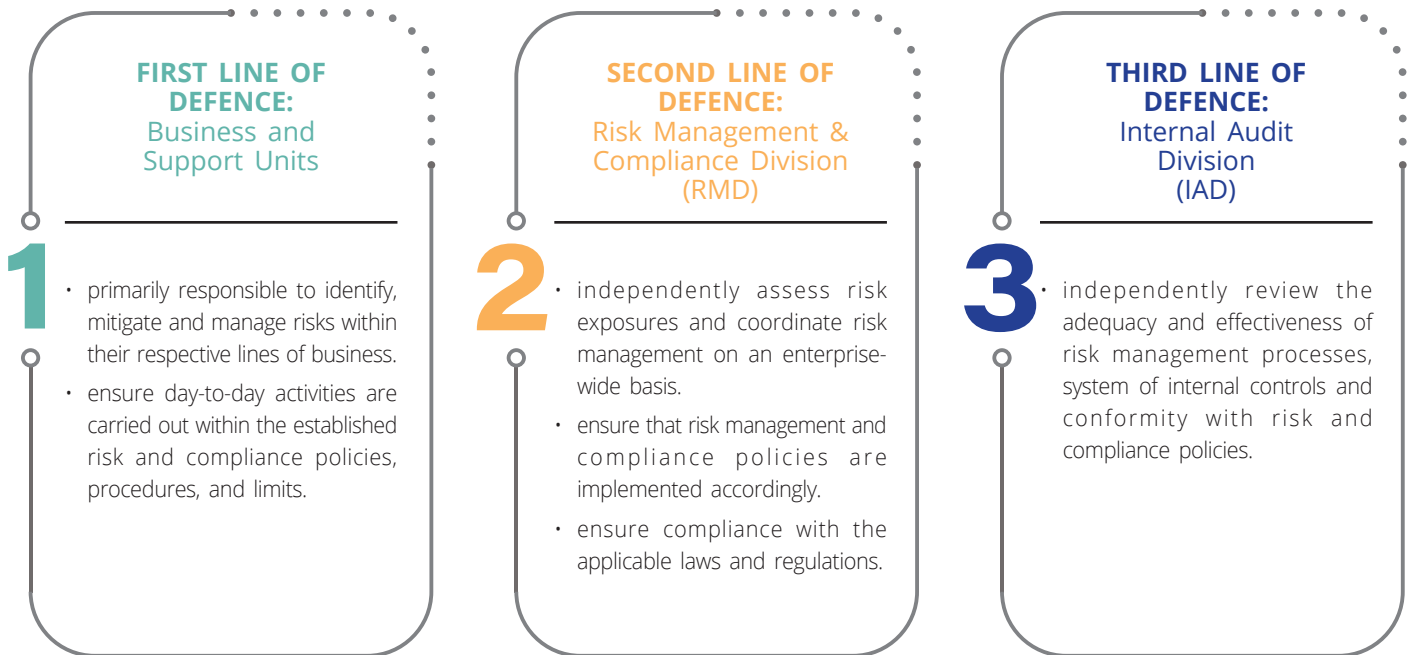 FIRST LINE OF
DEFENCE:
Business and
Support Units
1
• primarily responsible to identify,
mitigate and manage risks within
their respective lines of business.
• ensure day-to-day activities are
carried out within the established
risk and compliance policies,
procedures, and limits.
SECOND LINE OF
DEFENCE:
Risk Management &
Compliance Division
(RMD)
2
• independently assess risk
exposures and coordinate risk
management on an enterprise-
wide basis.
• ensure that risk management and
compliance policies are
implemented accordingly.
• ensure compliance with the
applicable laws and regulations.
THIRD LINE OF
DEFENCE:
Internal Audit
Division
(IAD)
3
• independently review the
adequacy and effectiveness of
risk management processes,
system of internal controls and
conformity with risk and
compliance policies.